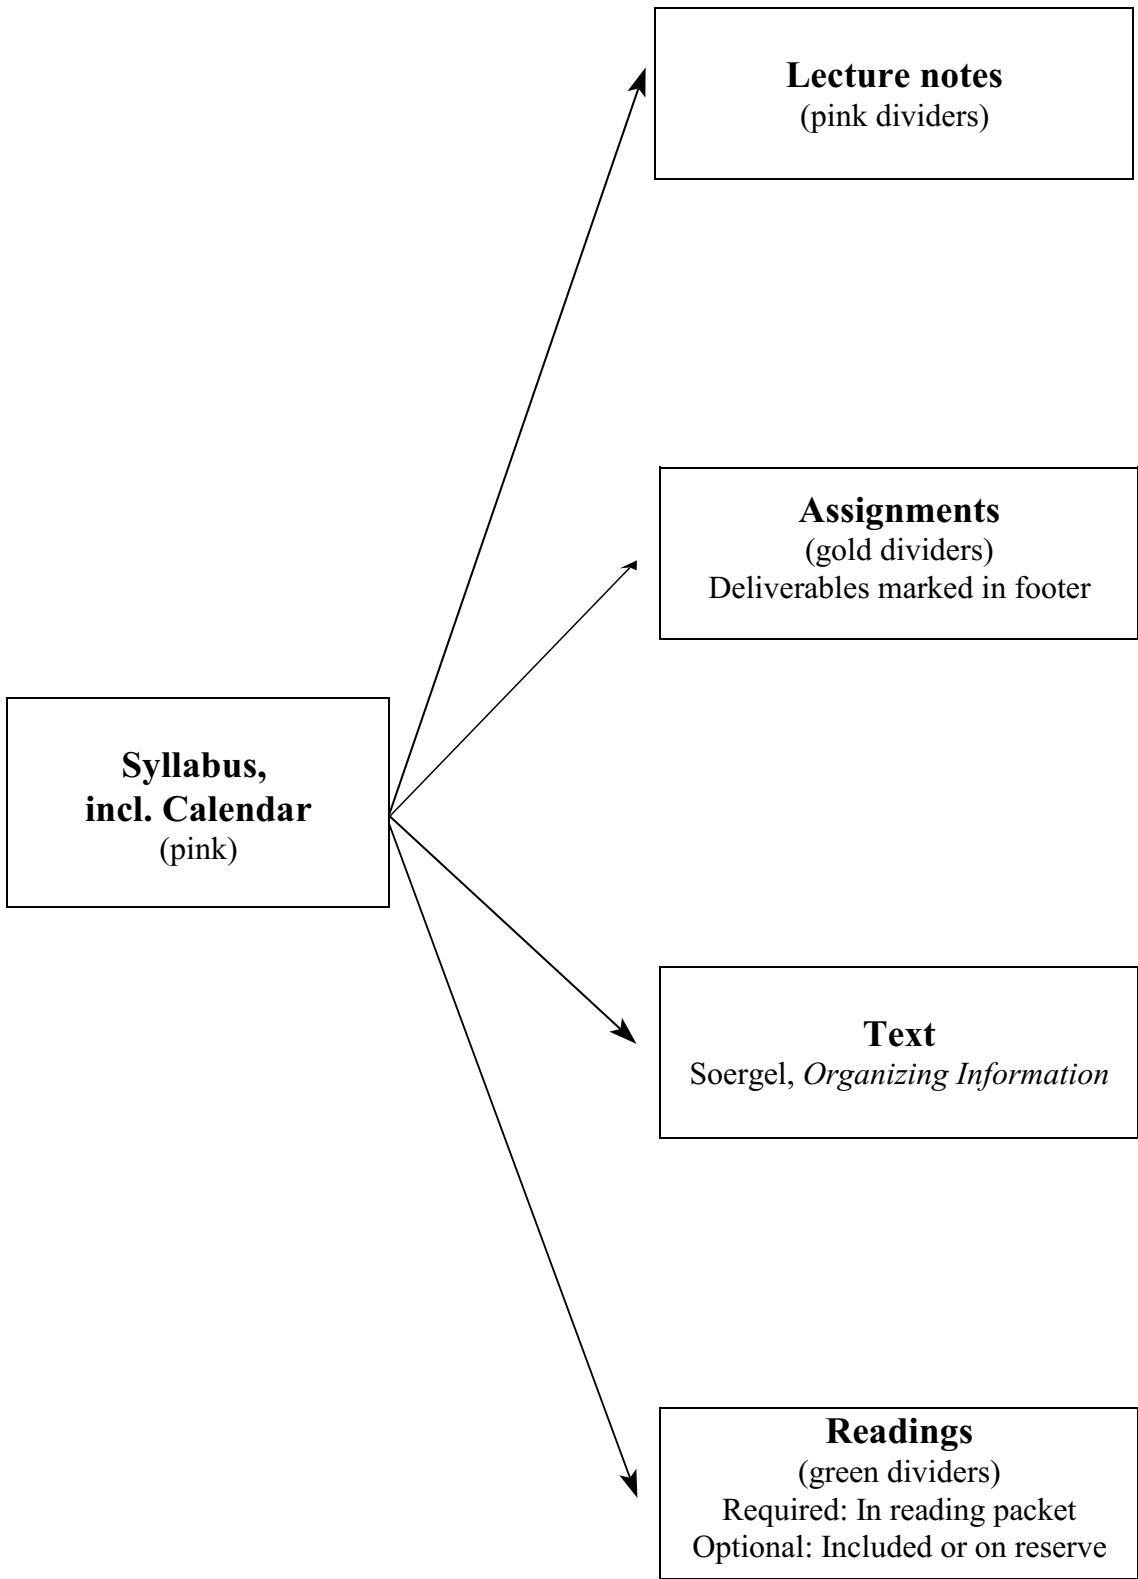 Lecture notes
(pink dividers)
Assignments
(gold dividers)
Deliverables marked in footer
Syllabus,
incl. Calendar
(pink)
Text
Soergel, Organizing Information
Readings
(green dividers)
Required: In reading packet
Optional: Included or on reserve